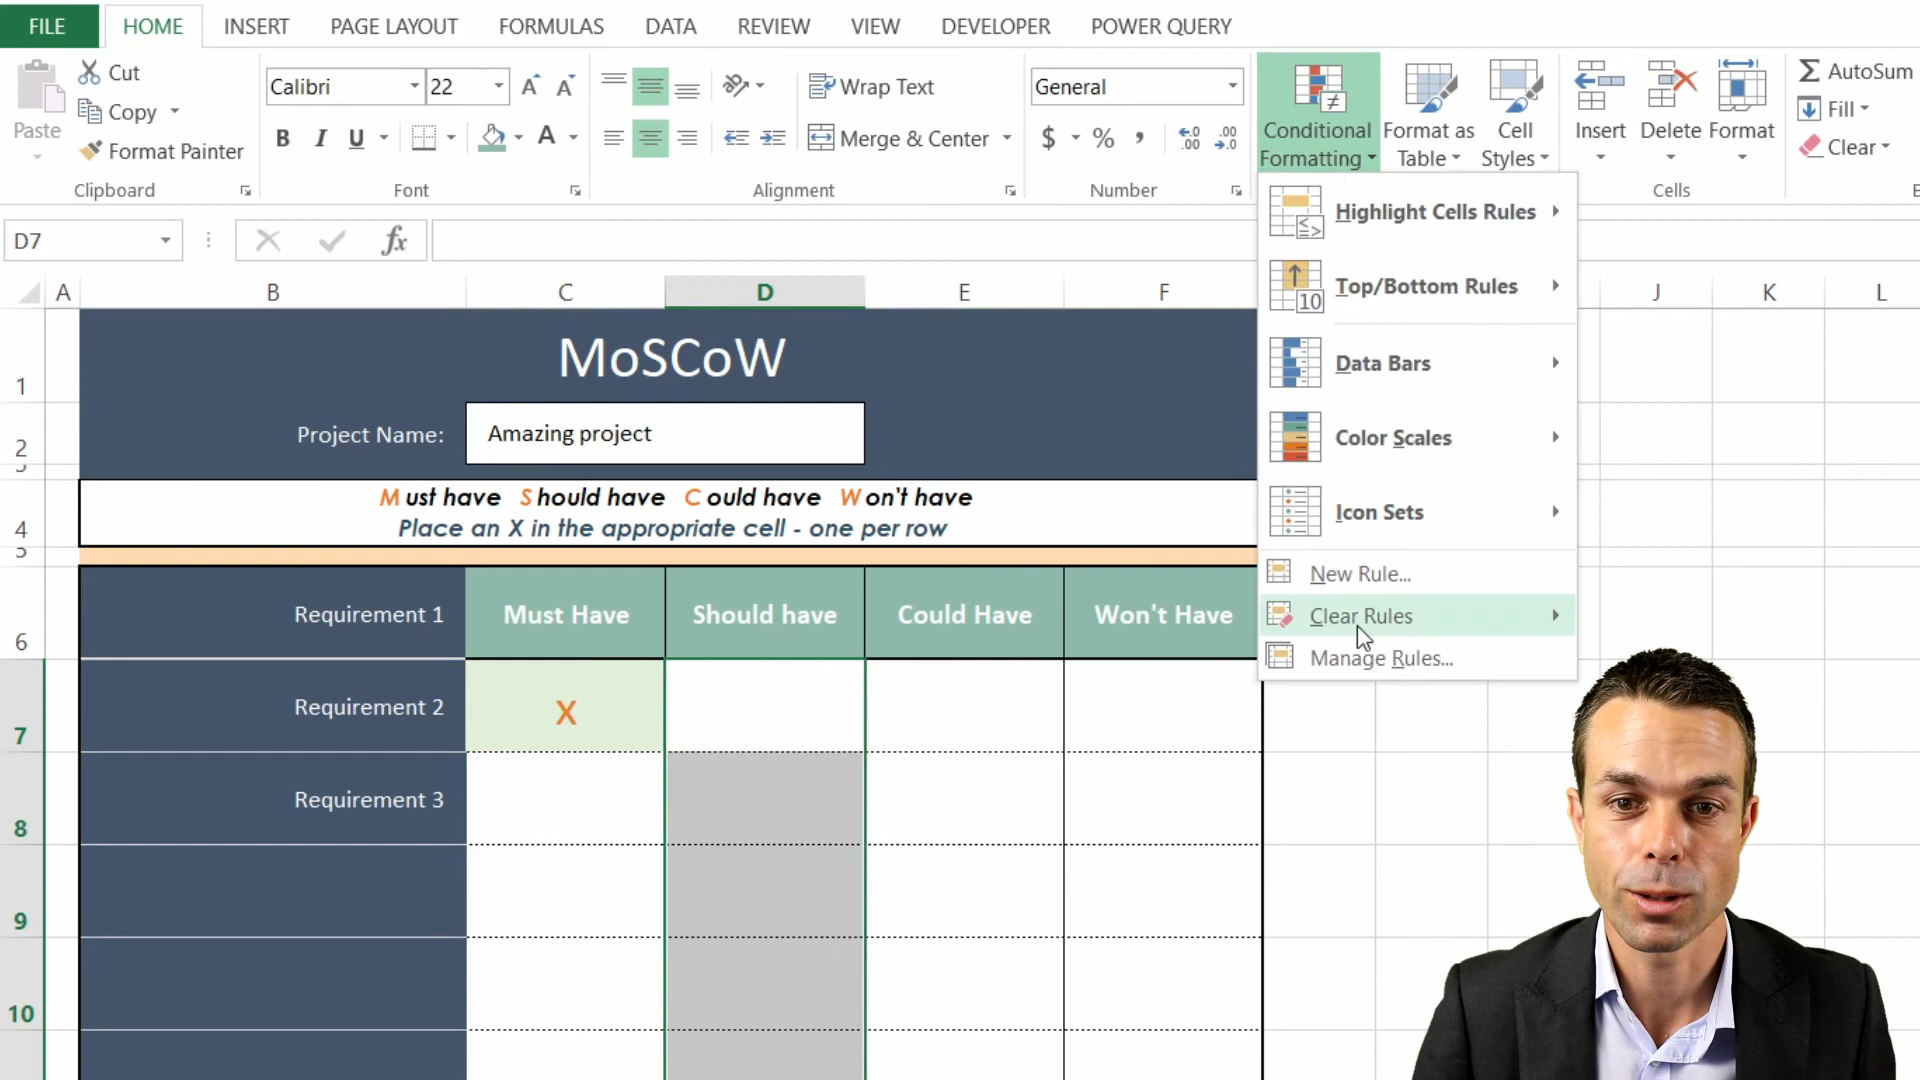 FILE HOME INSERT PAGE LAYOUT FORMULAS DATA REVIEW VIEW DEVELOPER POWER QUERY
Paste
Cut
Copy
Format Painter
Clipboard
Calibri 22
B I U
Font
Wrap Text
Merge & Center
Alignment
General
$ % ,
Number
Conditional Formatting
Format as Table
Cell Styles
Insert Delete Format
Cells
AutoSum
Fill
Clear
D7
fx
A B C D E F J K L
Highlight Cells Rules
Top/Bottom Rules
Data Bars
Color Scales
Icon Sets
New Rule...
Clear Rules
Manage Rules...
1
MoSCoW
2
Project Name: Amazing project
4
Must have Should have Could have Won't have
Place an X in the appropriate cell - one per row
5
6
Requirement 1 Must Have Should have Could Have Won't Have
7
Requirement 2 X
8
Requirement 3
9
10